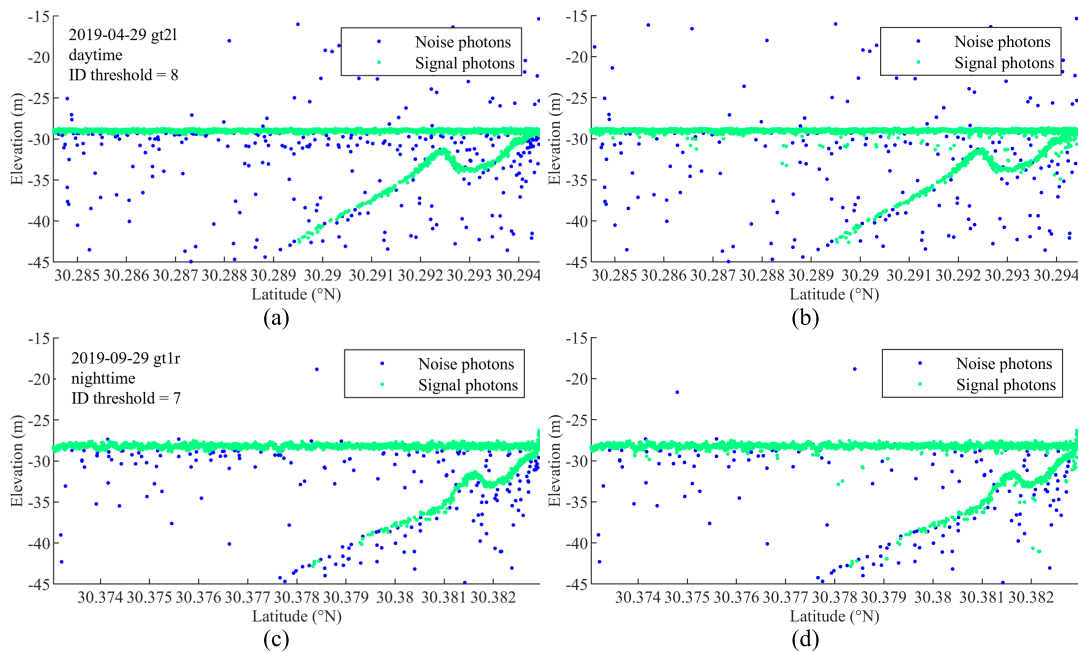 -15
-20
-25
-30
-35
-40
-45
Elevation (m)
2019-04-29 gt2l
daytime
ID threshold = 8
Noise photons
Signal photons
30.285 30.286 30.287 30.288 30.289 30.29 30.291 30.292 30.293 30.294
Latitude (°N)
(a)
-15
-20
-25
-30
-35
-40
-45
Elevation (m)
Noise photons
Signal photons
30.285 30.286 30.287 30.288 30.289 30.29 30.291 30.292 30.293 30.294
Latitude (°N)
(b)
-15
-20
-25
-30
-35
-40
-45
Elevation (m)
2019-09-29 gt1r
nighttime
ID threshold = 7
Noise photons
Signal photons
30.374 30.375 30.376 30.377 30.378 30.379 30.38 30.381 30.382
Latitude (°N)
(c)
-15
-20
-25
-30
-35
-40
-45
Elevation (m)
Noise photons
Signal photons
30.374 30.375 30.376 30.377 30.378 30.379 30.38 30.381 30.382
Latitude (°N)
(d)